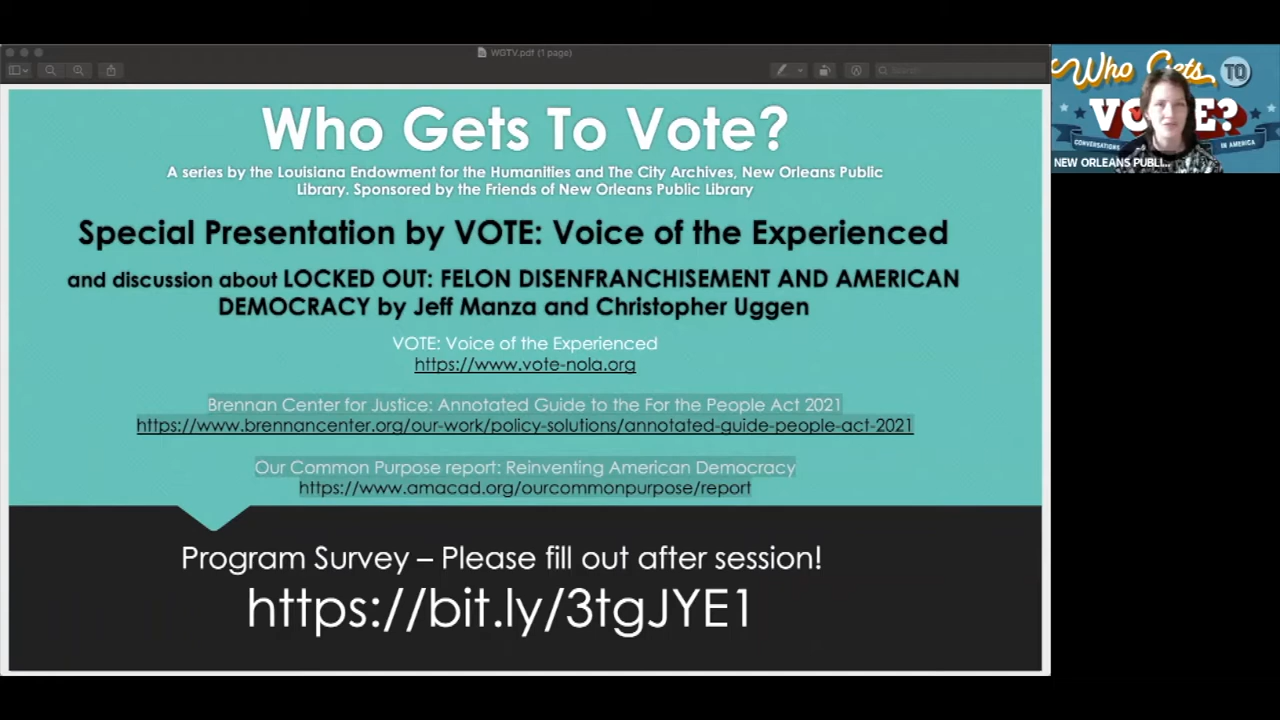 WGTV.pdf (1 page)
Search
Who Gets To Vote?
A series by the Louisiana Endowment for the Humanities and The City Archives, New Orleans Public
Library. Sponsored by the Friends of New Orleans Public Library
Special Presentation by VOTE: Voice of the Experienced
and discussion about LOCKED OUT: FELON DISENFRANCHISEMENT AND AMERICAN
DEMOCRACY by Jeff Manza and Christopher Uggen
VOTE: Voice of the Experienced
https://www.vote-nola.org
Brennan Center for Justice: Annotated Guide to the For the People Act 2021
https://www.brennancenter.org/our-work/policy-solutions/annotated-guide-people-act-2021
Our Common Purpose report: Reinventing American Democracy
https://www.amacad.org/ourcommonpurpose/report
Program Survey – Please fill out after session!
https://bit.ly/3tgJYE1
Who Gets TO
VO E?
CONVERSATIONS IN AMERICA
NEW ORLEANS PUBLI...